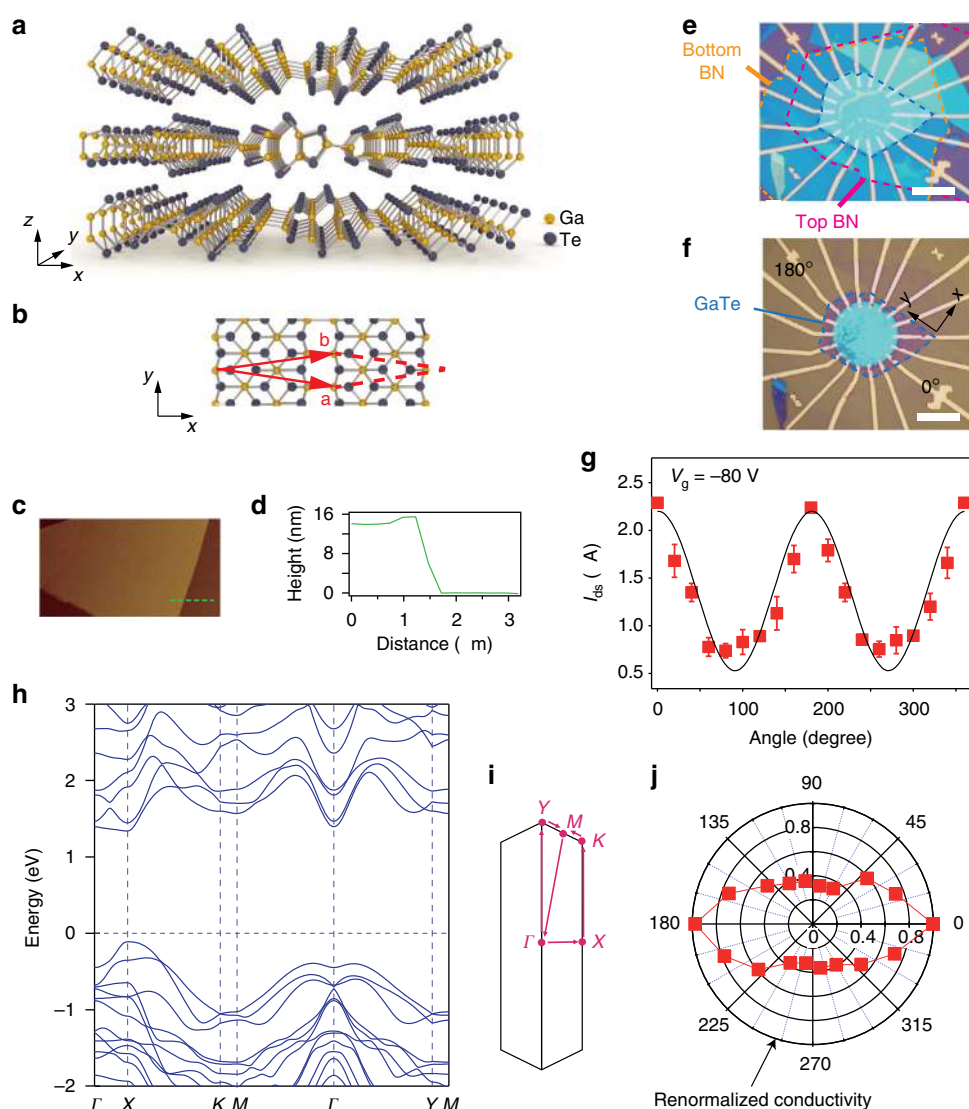 a
Ga
Te
z
y
x
b
b
a
y
x
c
d
Height (nm)
16
8
0
0
1
2
3
Distance ( m)
e
Bottom
BN
Top BN
f
180°
GaTe
y
x
0°
g
V_g = −80 V
I_ds ( A)
2.5
2.0
1.5
1.0
0.5
0
100
200
300
Angle (degree)
h
Energy (eV)
3
2
1
0
−1
−2
Γ X K M Γ Y M
i
Y
M
K
Γ
X
j
90
135
45
0.8
0.4
180
0
0.4
0.8
0
225
315
270
Renormalized conductivity